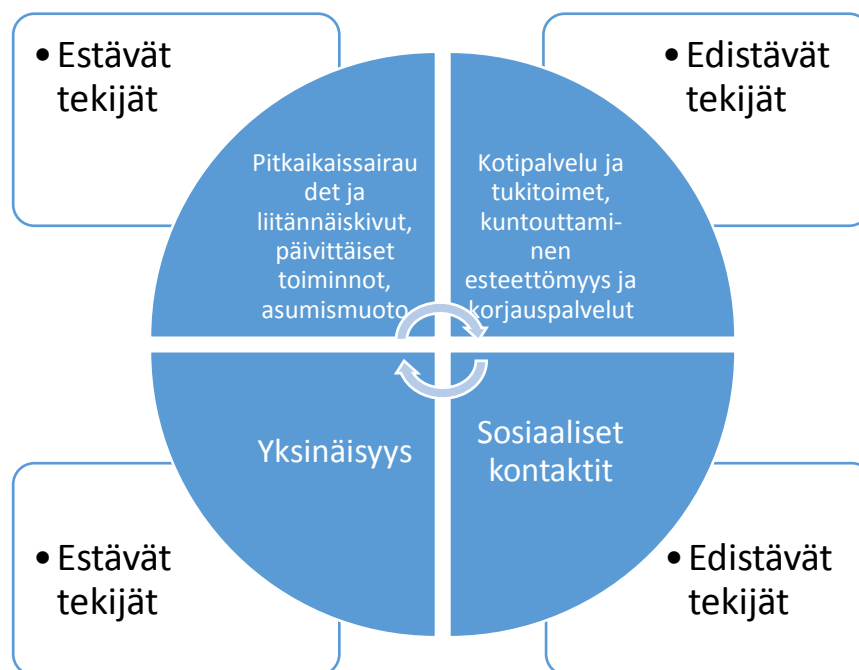 • Estävät
tekijät
• Edistävät
tekijät
Pitkaikaissairau
det ja
liitännäiskivut,
päivittäiset
toiminnot,
asumismuoto
Kotipalvelu ja
tukitoimet,
kuntouttami-
nen
esteettömyys ja
korjauspalvelut
Yksinäisyys
Sosiaaliset
kontaktit
• Estävät
tekijät
• Edistävät
tekijät